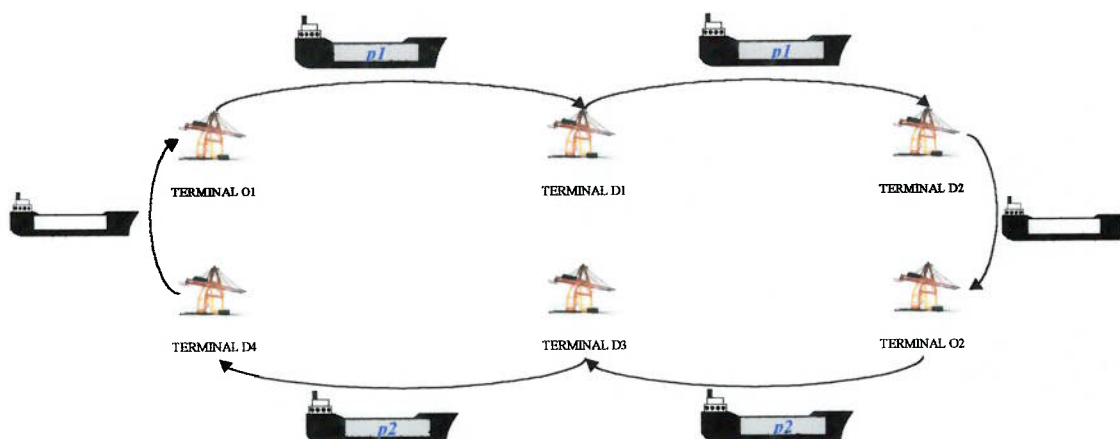 p1
p1
TERMINAL O1
TERMINAL D1
TERMINAL D2
TERMINAL D4
TERMINAL D3
TERMINAL O2
p2
p2